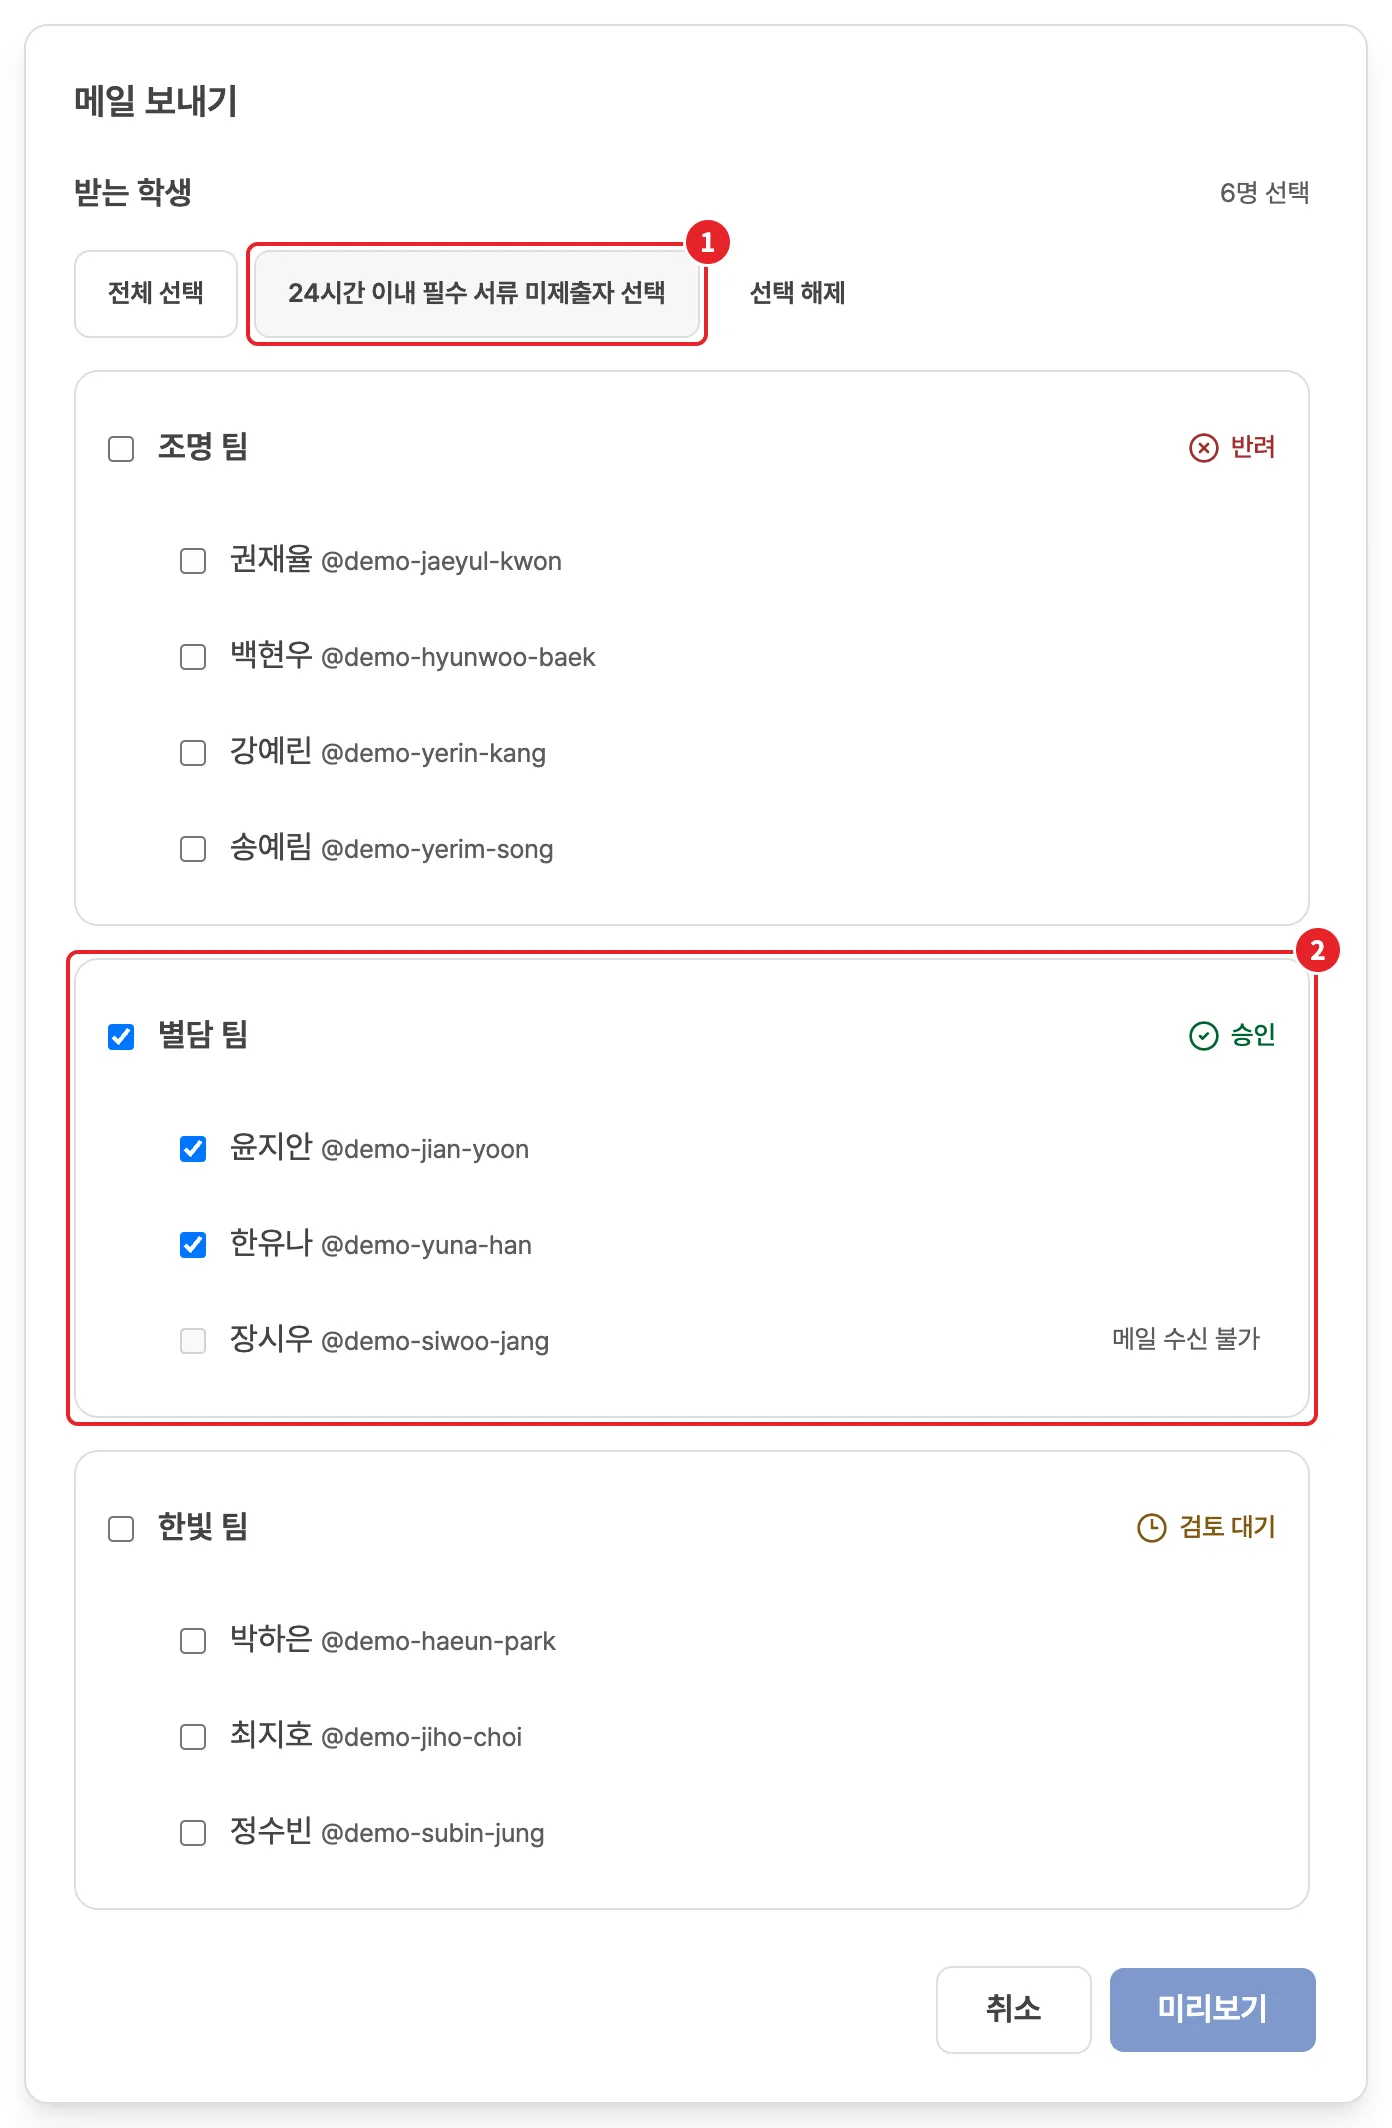 메일 보내기
받는 학생
6명 선택
전체 선택
24시간 이내 필수 서류 미제출자 선택
1
선택 해제
조명 팀
반려
권재율 @demo-jaeyul-kwon
백현우 @demo-hyunwoo-baek
강예린 @demo-yerin-kang
송예림 @demo-yerim-song
2
별담 팀
승인
윤지안 @demo-jian-yoon
한유나 @demo-yuna-han
장시우 @demo-siwoo-jang
메일 수신 불가
한빛 팀
검토 대기
박하은 @demo-haeun-park
최지호 @demo-jiho-choi
정수빈 @demo-subin-jung
취소
미리보기